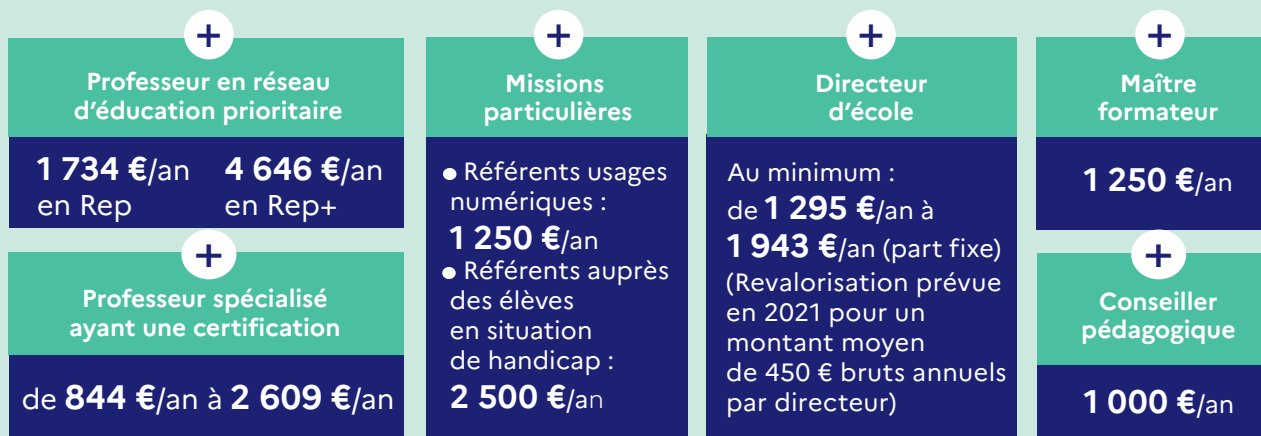 +
Professeur en réseau
d'éducation prioritaire
1 734 €/an
en Rep
4 646 €/an
en Rep+
+
Professeur spécialisé
ayant une certification
de 844 €/an à 2 609 €/an
+
Missions
particulières
● Référents usages
numériques :
1 250 €/an
● Référents auprès
des élèves
en situation
de handicap :
2 500 €/an
+
Directeur
d'école
Au minimum :
de 1 295 €/an à
1 943 €/an (part fixe)
(Revalorisation prévue
en 2021 pour un
montant moyen
de 450 € bruts annuels
par directeur)
+
Maître
formateur
1 250 €/an
+
Conseiller
pédagogique
1 000 €/an